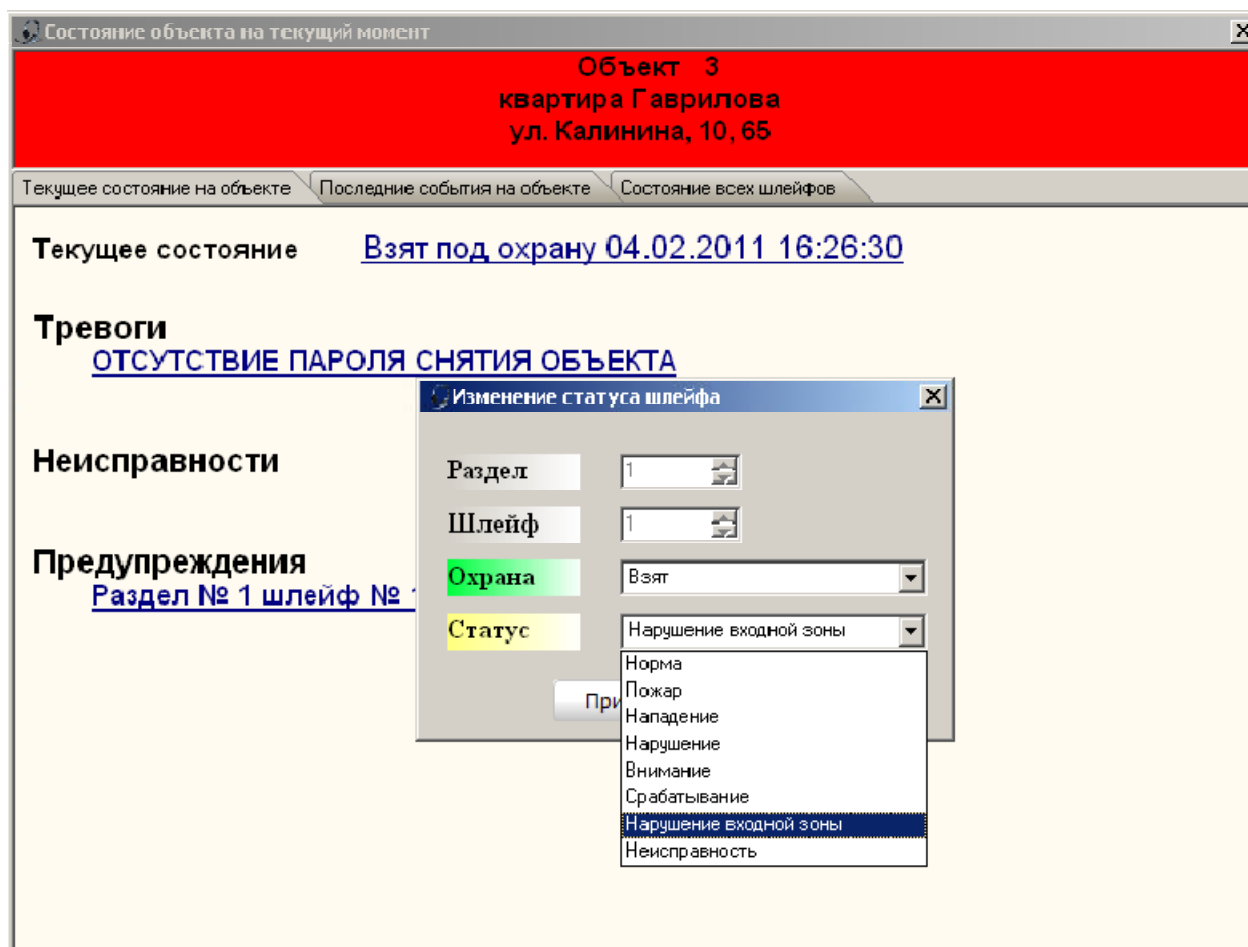 Состояние объекта на текущий момент
Объект 3
квартира Гаврилова
ул. Калинина, 10, 65
Текущее состояние на объекте
Последние события на объекте
Состояние всех шлейфов
Текущее состояние Взят под охрану 04.02.2011 16:26:30
Тревоги
ОТСУТСТВИЕ ПАРОЛЯ СНЯТИЯ ОБЪЕКТА
Неисправности
Предупреждения
Раздел № 1 шлейф №
Изменение статуса шлейфа
Раздел 1
Шлейф 1
Охрана Взят
Статус Нарушение входной зоны
Норма
Пожар
Нападение
Нарушение
Внимание
Срабатывание
Нарушение входной зоны
Неисправность